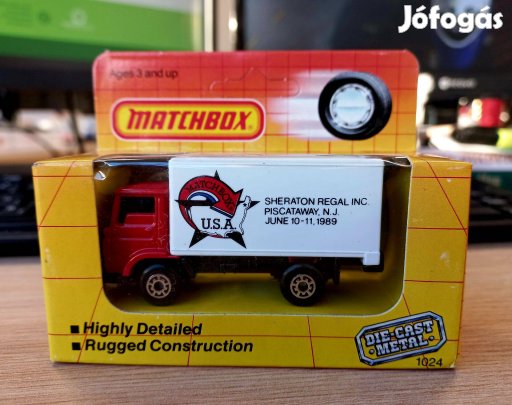 Jófogás
Ages 3 and up
MATCHBOX
MATCHBOX
U.S.A.
SHERATON REGAL INC.
PISCATAWAY, N.J.
JUNE 10-11, 1989
■ Highly Detailed
■ Rugged Construction
DIE-CAST
METAL
1024